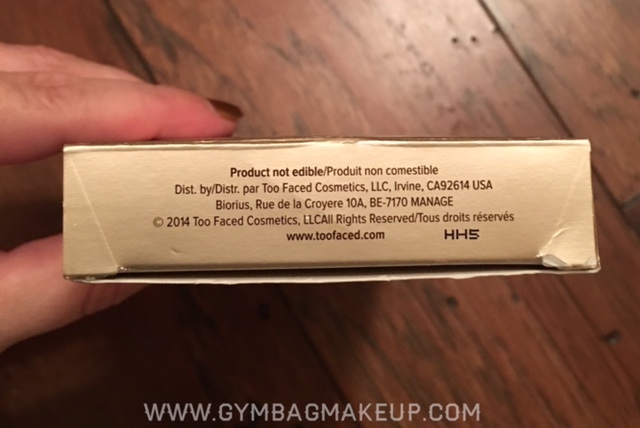 Product not edible/Produit non comestible
Dist. by/Distr. par Too Faced Cosmetics, LLC, Irvine, CA92614 USA
Biorius, Rue de la Croyere 10A, BE-7170 MANAGE
© 2014 Too Faced Cosmetics, LLCAll Rights Reserved/Tous droits réservés
www.toofaced.com HH5
WWW.GYMBAGMAKEUP.COM